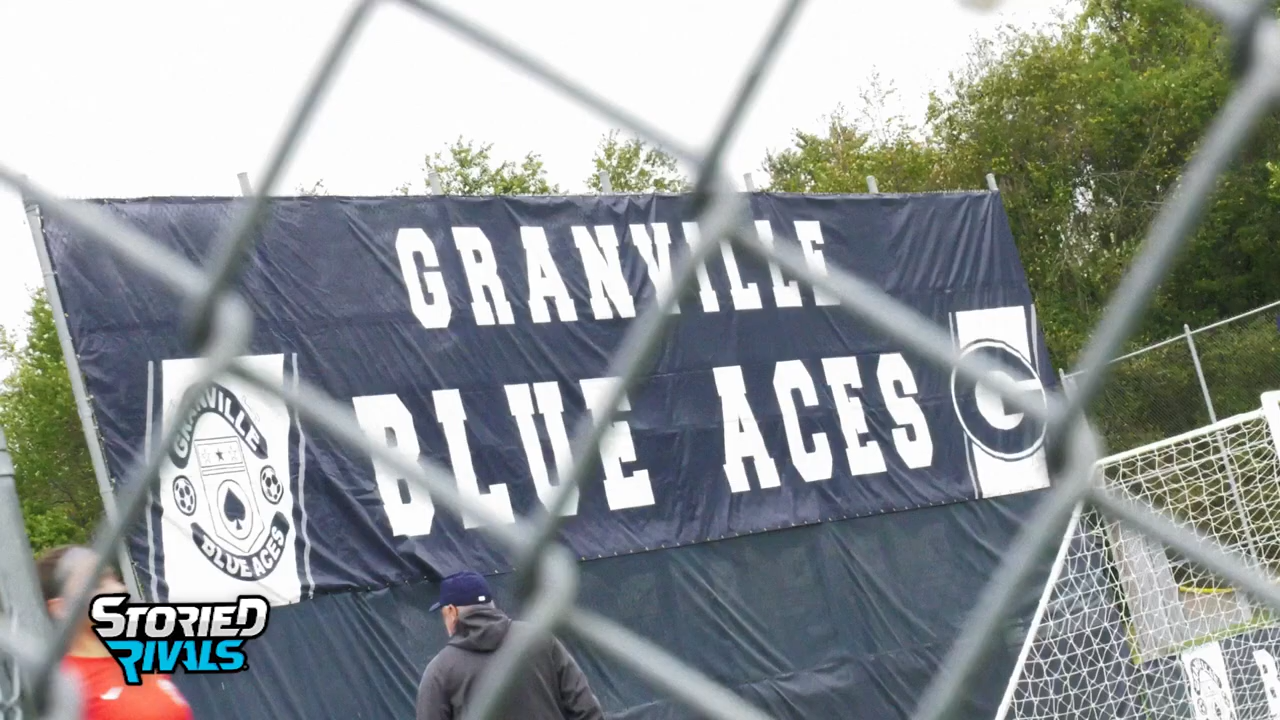 GRANVILLE
BLUE ACES
GRANVILLE
BLUE ACES
G
STORIED
RIVALS
B